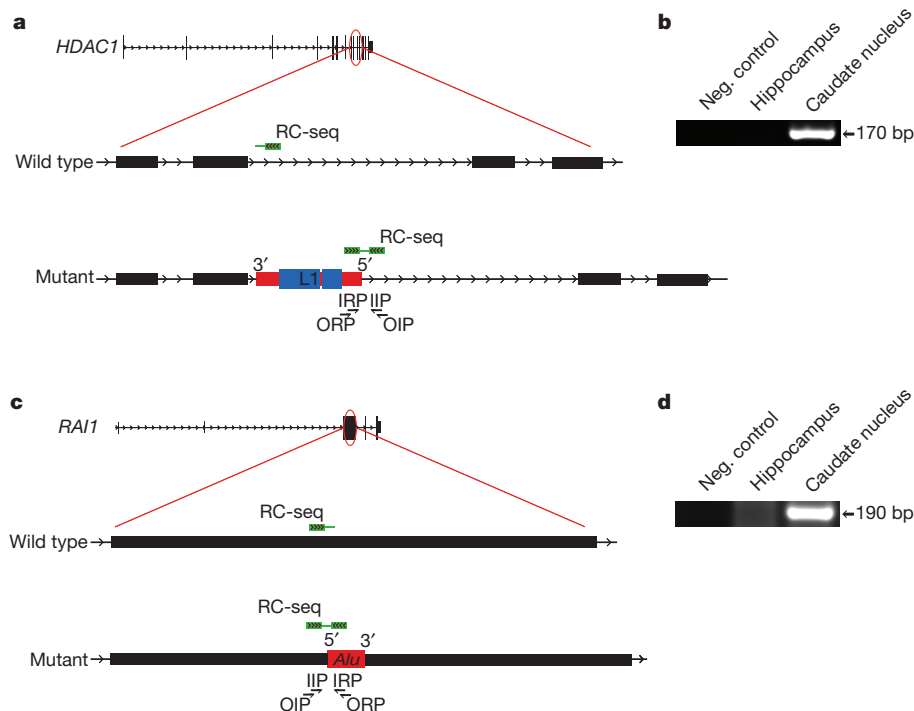 a
HDAC1
RC-seq
Wild type
RC-seq
3′ 5′
Mutant L1
IRP IIP
ORP OIP
b
Neg. control
Hippocampus
Caudate nucleus
170 bp
c
RAI1
RC-seq
Wild type
RC-seq
5′ 3′
Mutant Alu
IIP IRP
OIP ORP
d
Neg. control
Hippocampus
Caudate nucleus
190 bp